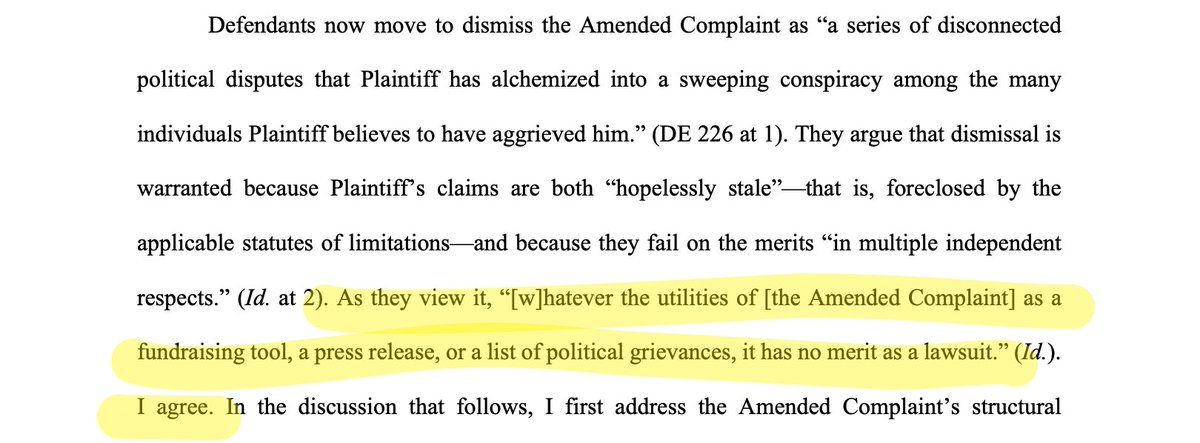 Defendants now move to dismiss the Amended Complaint as “a series of disconnected
political disputes that Plaintiff has alchemized into a sweeping conspiracy among the many
individuals Plaintiff believes to have aggrieved him.” (DE 226 at 1). They argue that dismissal is
warranted because Plaintiff’s claims are both “hopelessly stale”—that is, foreclosed by the
applicable statutes of limitations—and because they fail on the merits “in multiple independent
respects.” (Id. at 2). As they view it, “[w]hatever the utilities of [the Amended Complaint] as a
fundraising tool, a press release, or a list of political grievances, it has no merit as a lawsuit.” (Id.).
I agree. In the discussion that follows, I first address the Amended Complaint’s structural